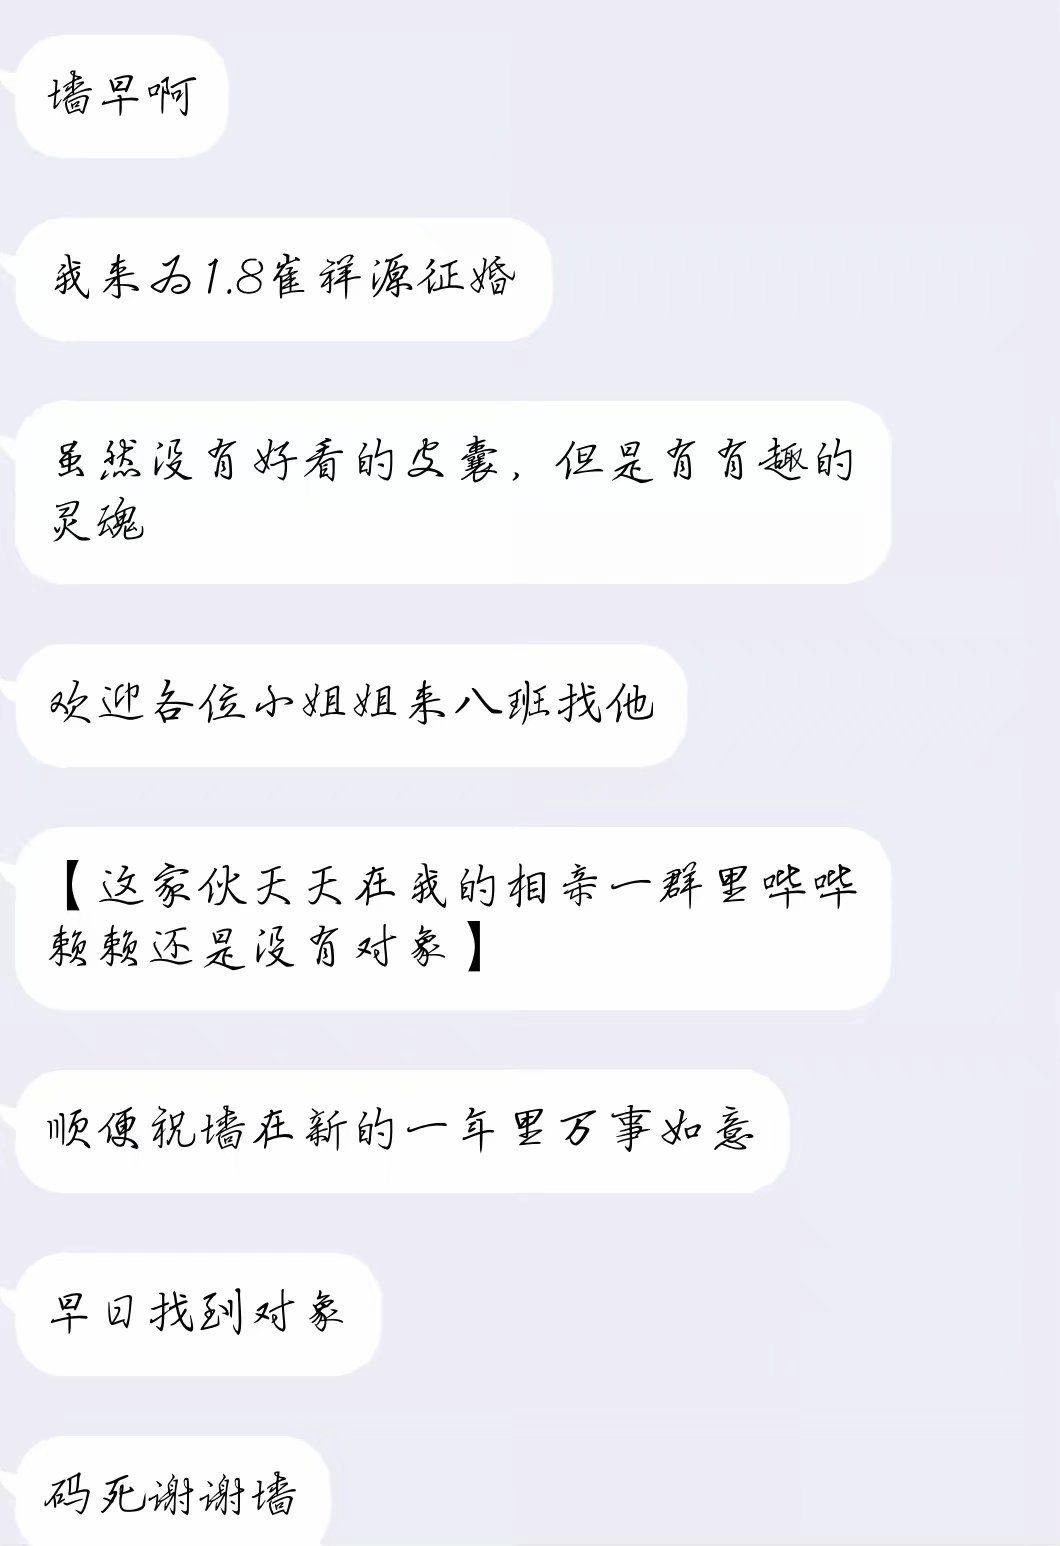 墙早啊
我来为1.8崔祥源征婚
虽然没有好看的皮囊，但是有有趣的
灵魂
欢迎各位小姐姐来八班找他
【这家伙天天在我的相亲一群里哔哔
赖赖还是没有对象】
顺便祝墙在新的一年里万事如意
早日找到对象
码死谢谢墙